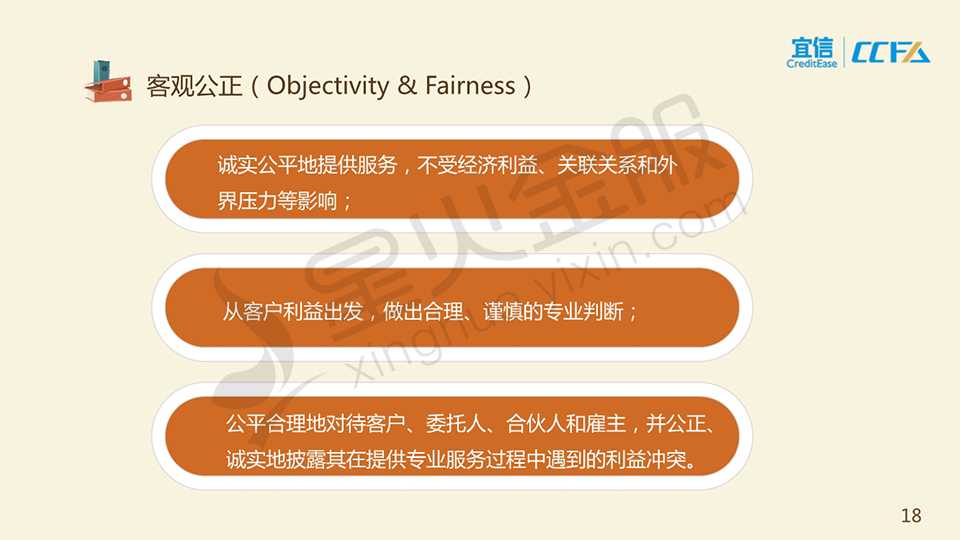 宜信
CreditEase
CCFA
客观公正（Objectivity & Fairness）
诚实公平地提供服务，不受经济利益、关联关系和外
界压力等影响；
从客户利益出发，做出合理、谨慎的专业判断；
公平合理地对待客户、委托人、合伙人和雇主，并公正、
诚实地披露其在提供专业服务过程中遇到的利益冲突。
星火金服
xinghuo.yixin.com
18